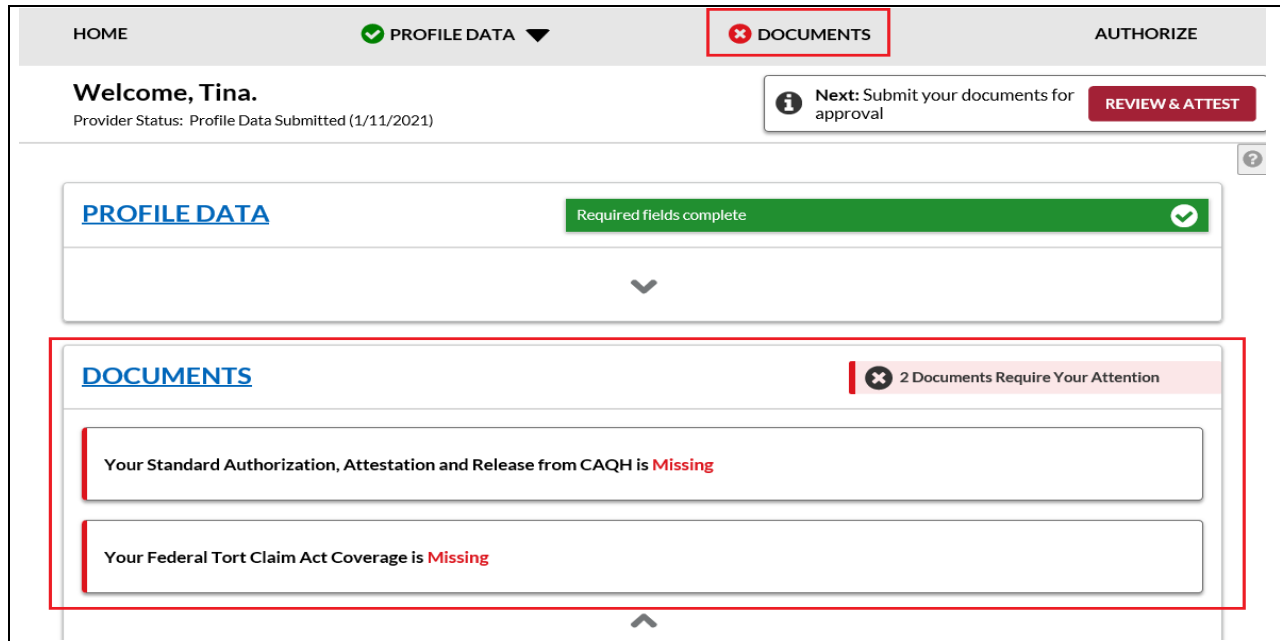 HOME
PROFILE DATA
DOCUMENTS
AUTHORIZE
Welcome, Tina.
Provider Status: Profile Data Submitted (1/11/2021)
Next: Submit your documents for
approval
REVIEW & ATTEST
?
PROFILE DATA
Required fields complete
DOCUMENTS
2 Documents Require Your Attention
Your Standard Authorization, Attestation and Release from CAQH is Missing
Your Federal Tort Claim Act Coverage is Missing